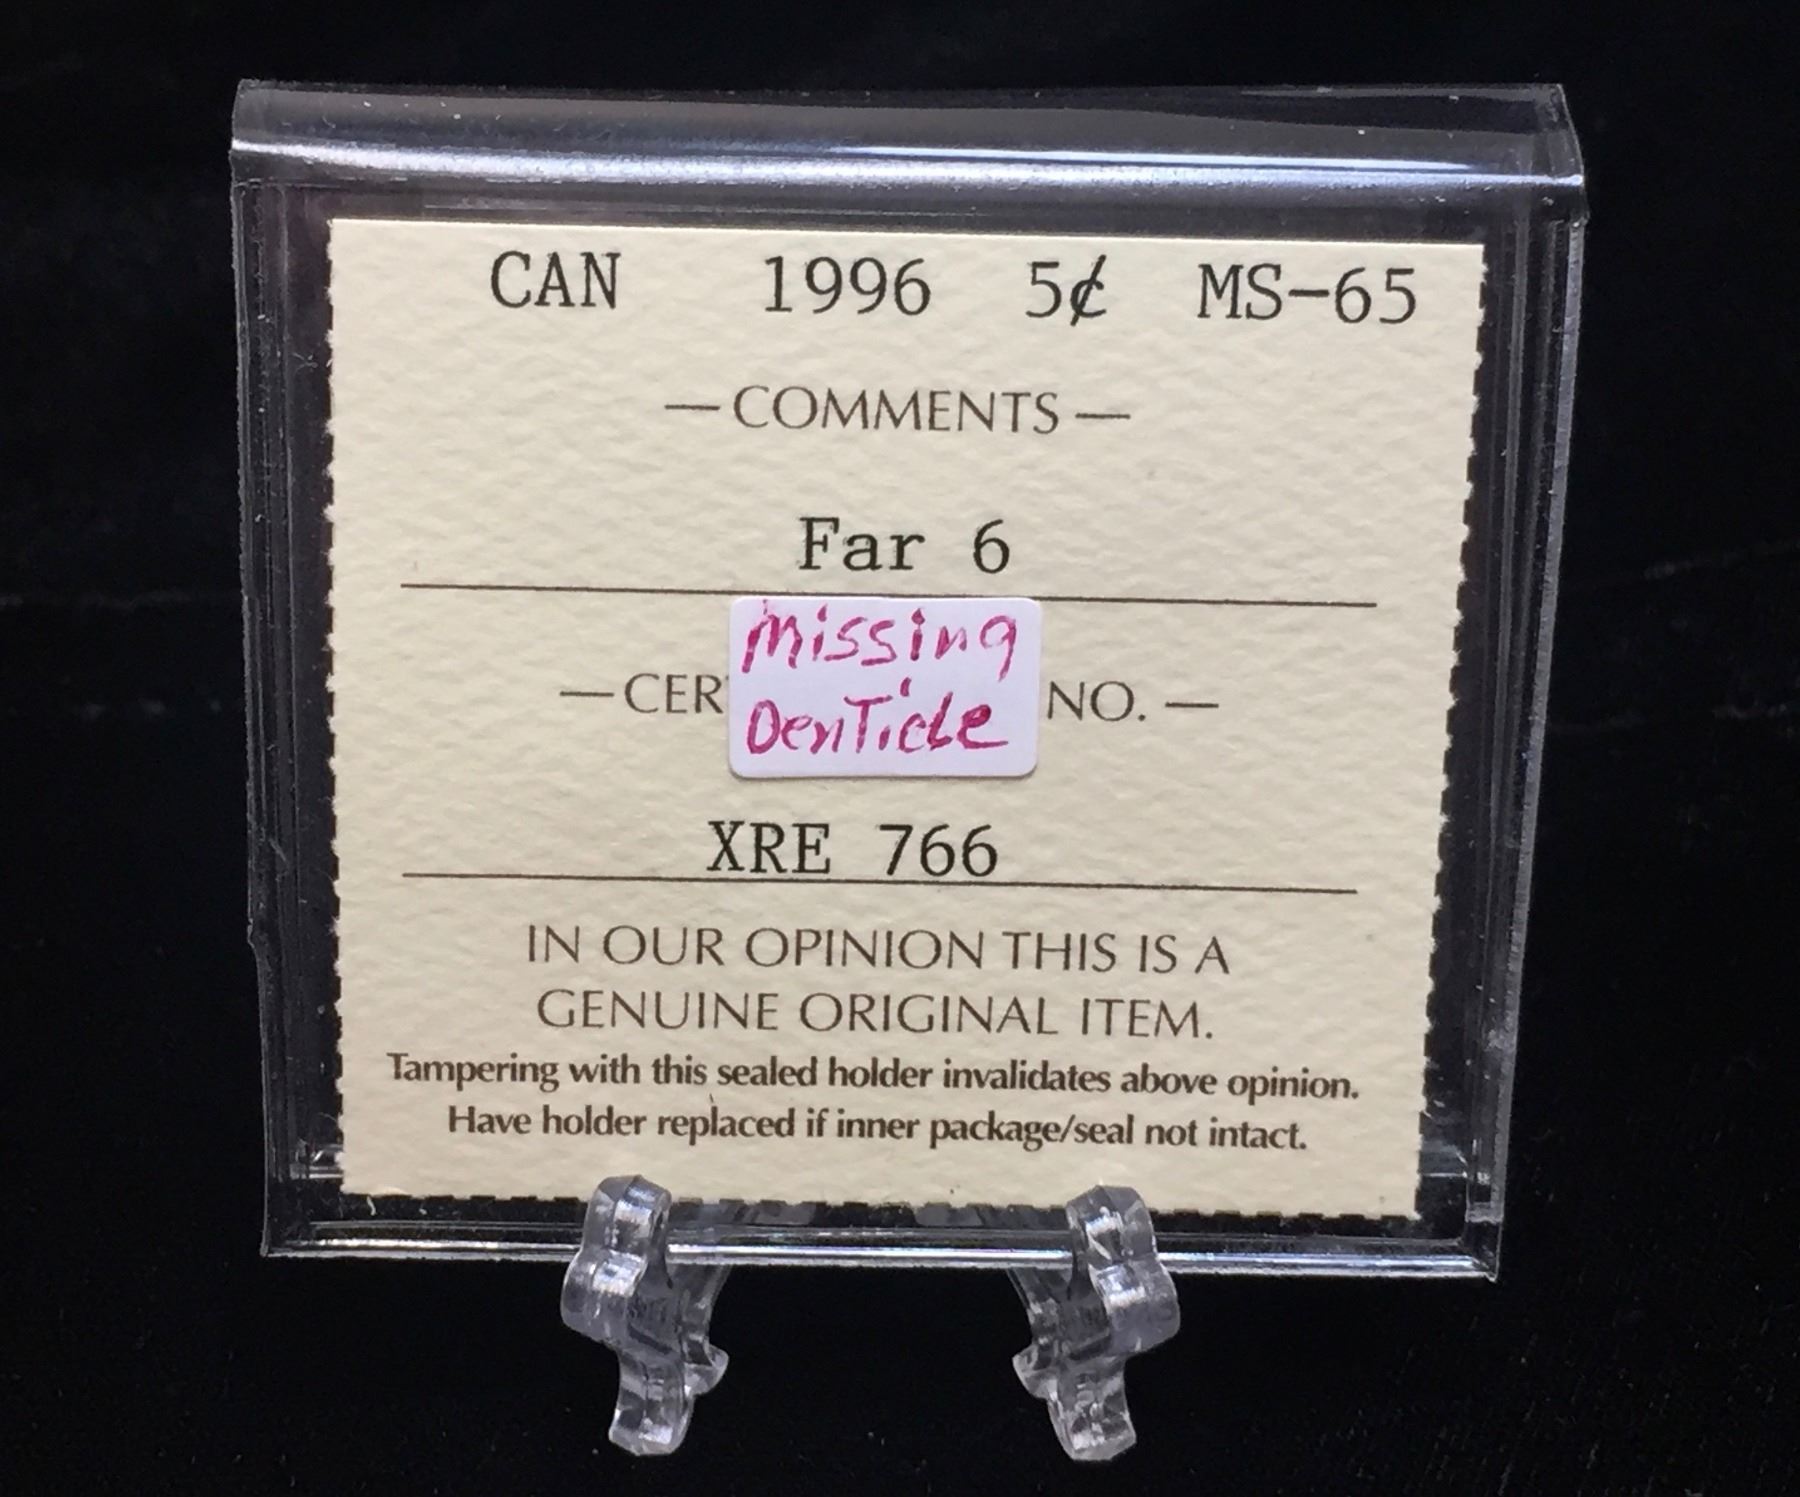 CAN 1996 5¢ MS-65
— COMMENTS —
Far 6
Missing
Denticle
— CER NO. —
XRE 766
IN OUR OPINION THIS IS A
GENUINE ORIGINAL ITEM.
Tampering with this sealed holder invalidates above opinion.
Have holder replaced if inner package/seal not intact.